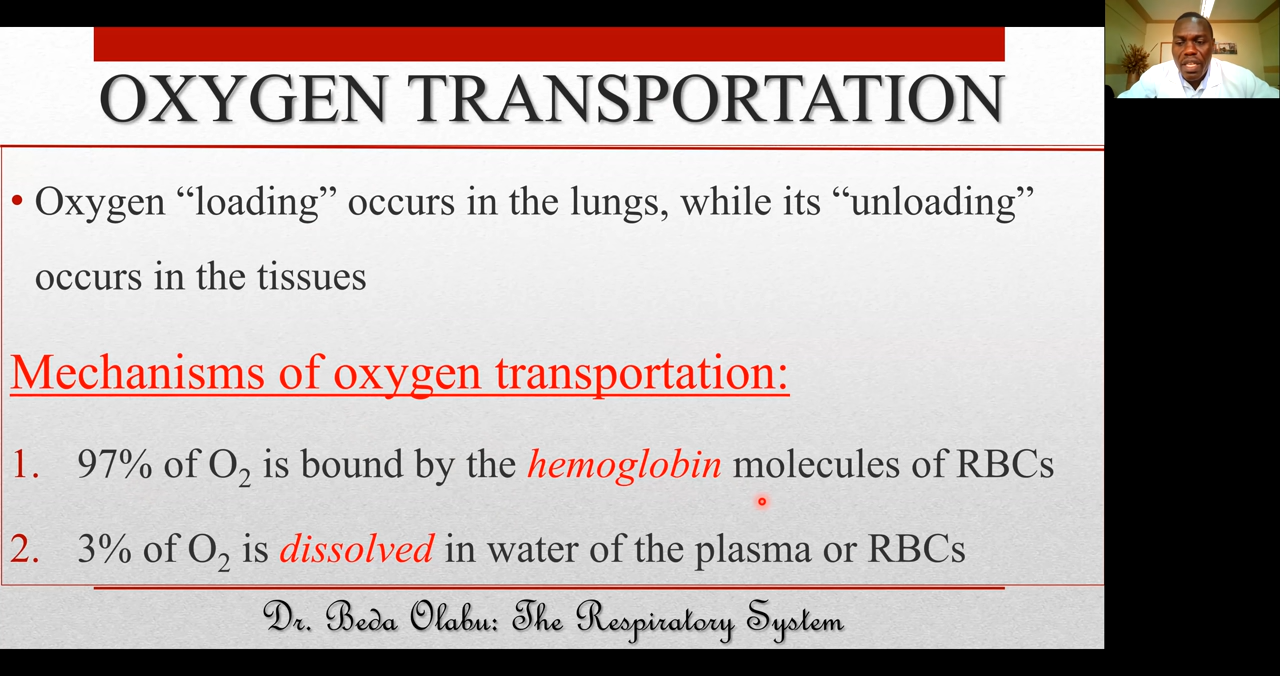 OXYGEN TRANSPORTATION
• Oxygen “loading” occurs in the lungs, while its “unloading”
occurs in the tissues
Mechanisms of oxygen transportation:
1. 97% of O₂ is bound by the hemoglobin molecules of RBCs
2. 3% of O₂ is dissolved in water of the plasma or RBCs
Dr. Beda Olabu: The Respiratory System